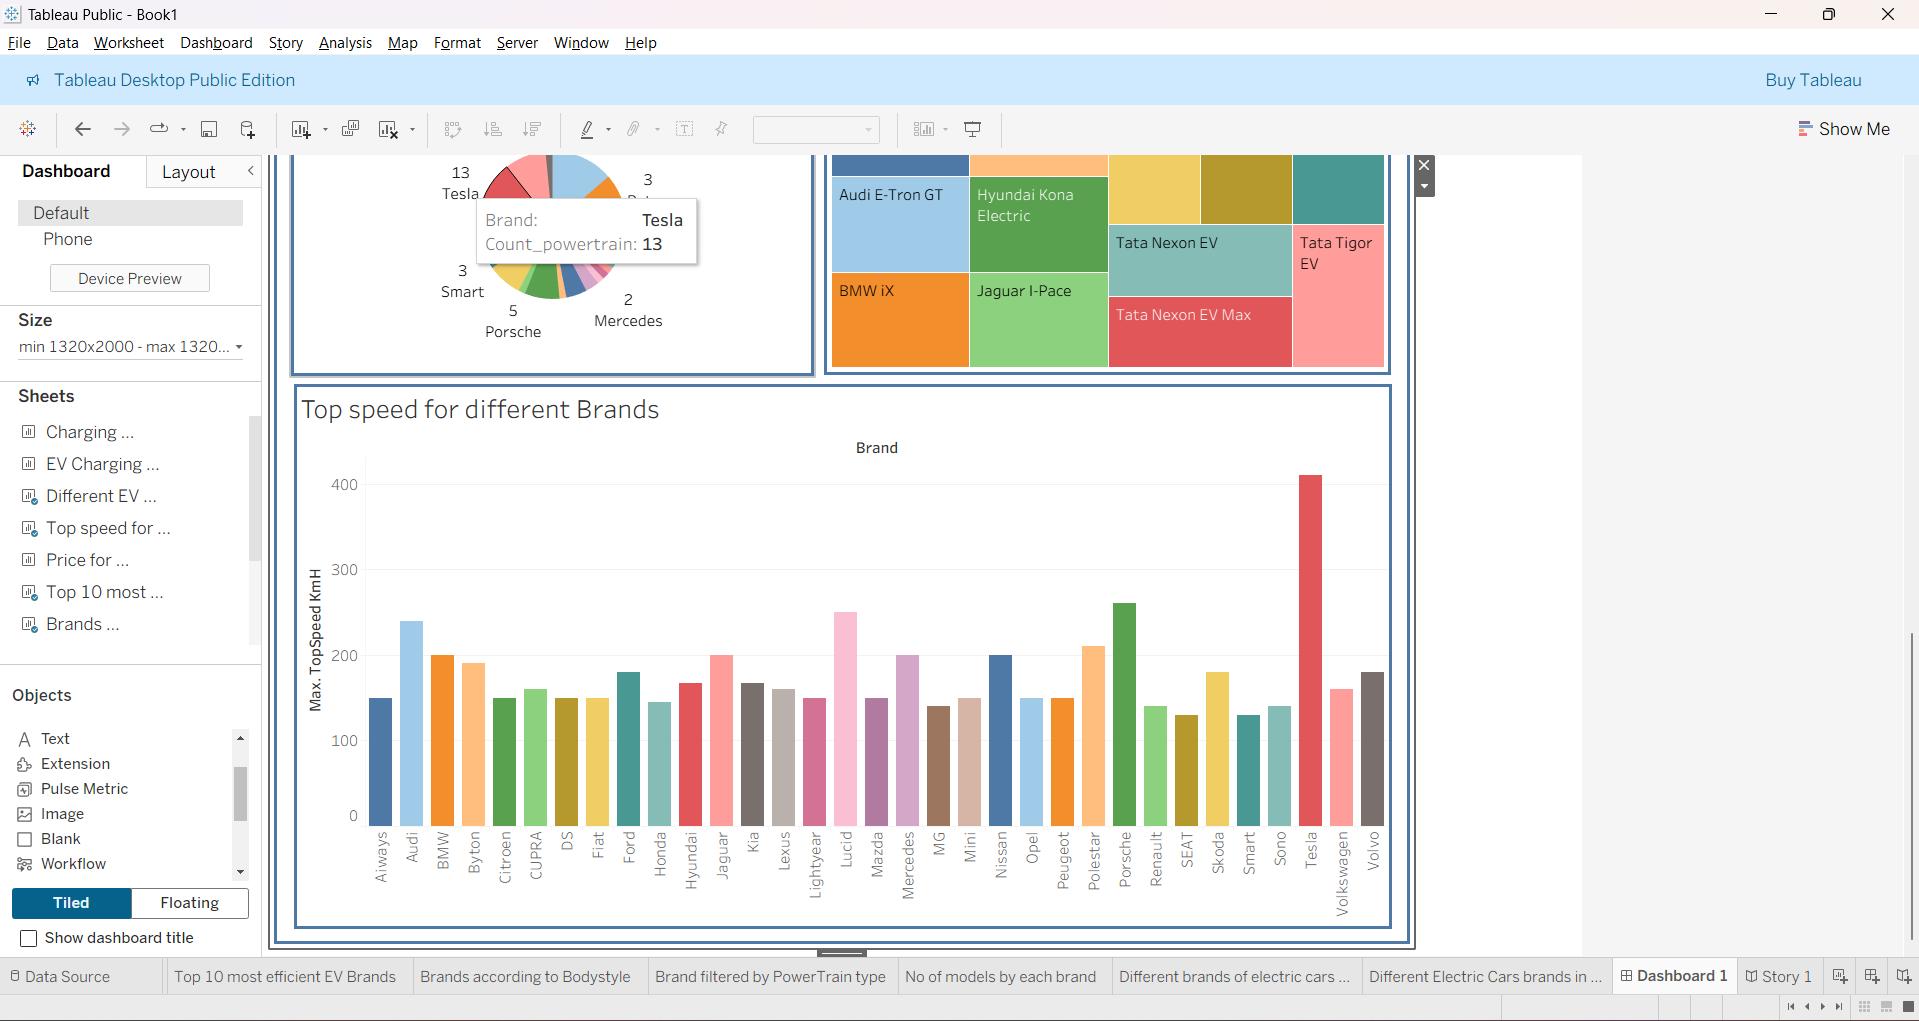 Tableau Public - Book1
File Data Worksheet Dashboard Story Analysis Map Format Server Window Help
Tableau Desktop Public Edition
Buy Tableau
Show Me
Dashboard
Layout
Default
Phone
Device Preview
Size
min 1320x2000 - max 1320...
Sheets
Charging ...
EV Charging ...
Different EV ...
Top speed for ...
Price for ...
Top 10 most ...
Brands ...
Objects
Text
Extension
Pulse Metric
Image
Blank
Workflow
Tiled
Floating
Show dashboard title
13
Tesla
3
Brand: Tesla
Count_powertrain: 13
3
Smart
5
Porsche
2
Mercedes
Audi E-Tron GT
BMW iX
Hyundai Kona
Electric
Jaguar I-Pace
Tata Nexon EV
Tata Nexon EV Max
Tata Tigor
EV
Top speed for different Brands
Brand
Max. TopSpeed KmH
400
300
200
100
0
Aiways
Audi
BMW
Byton
Citroen
CUPRA
DS
Fiat
Ford
Honda
Hyundai
Jaguar
Kia
Lexus
Lightyear
Lucid
Mazda
Mercedes
MG
Mini
Nissan
Opel
Peugeot
Polestar
Porsche
Renault
SEAT
Skoda
Smart
Sono
Tesla
Volkswagen
Volvo
Data Source
Top 10 most efficient EV Brands
Brands according to Bodystyle
Brand filtered by PowerTrain type
No of models by each brand
Different brands of electric cars ...
Different Electric Cars brands in ...
Dashboard 1
Story 1